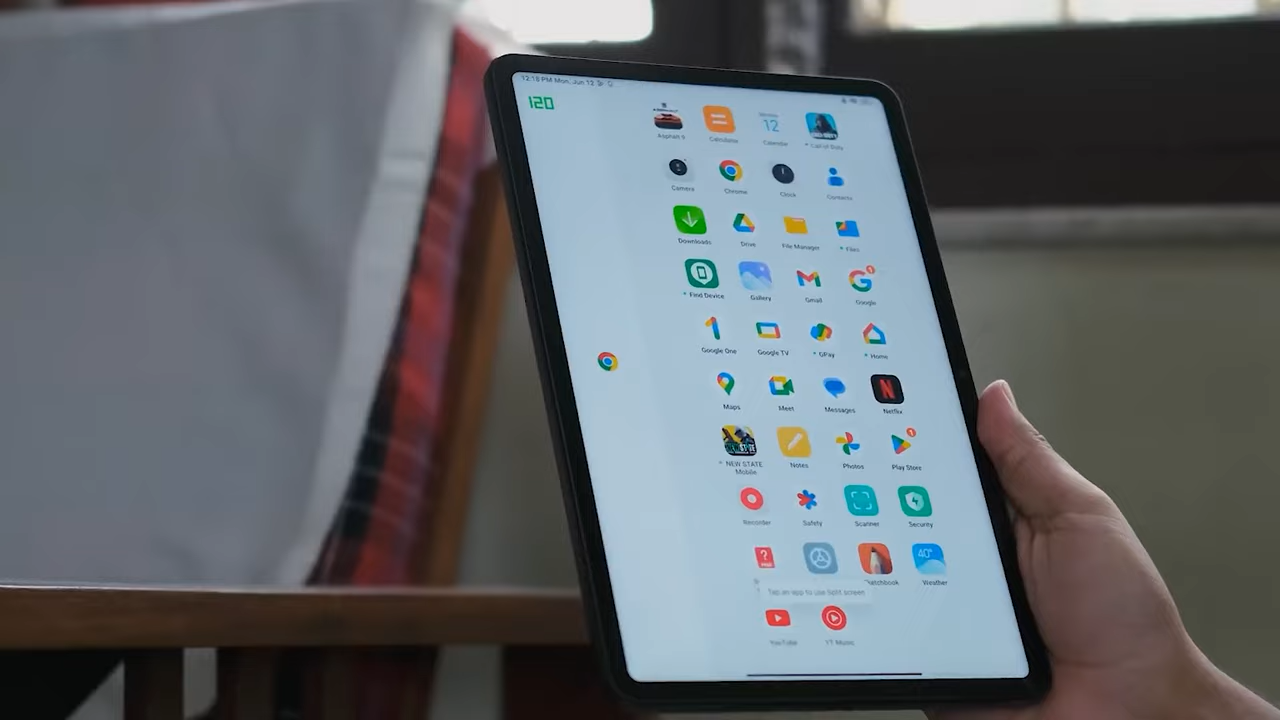 12:18 PM Mon, Jun 12
120
Asphalt 9 Calculator Calendar Call of Duty
12
Camera Chrome Clock Contacts
Downloads Drive File Manager Files
Find Device Gallery Gmail Google
Google One Google TV GPay Home
Maps Meet Messages Netflix
NEW STATE Mobile Notes Photos Play Store
Recorder Safety Scanner Security
40°
Weather
Tap an app to use Split screen
YouTube YT Music